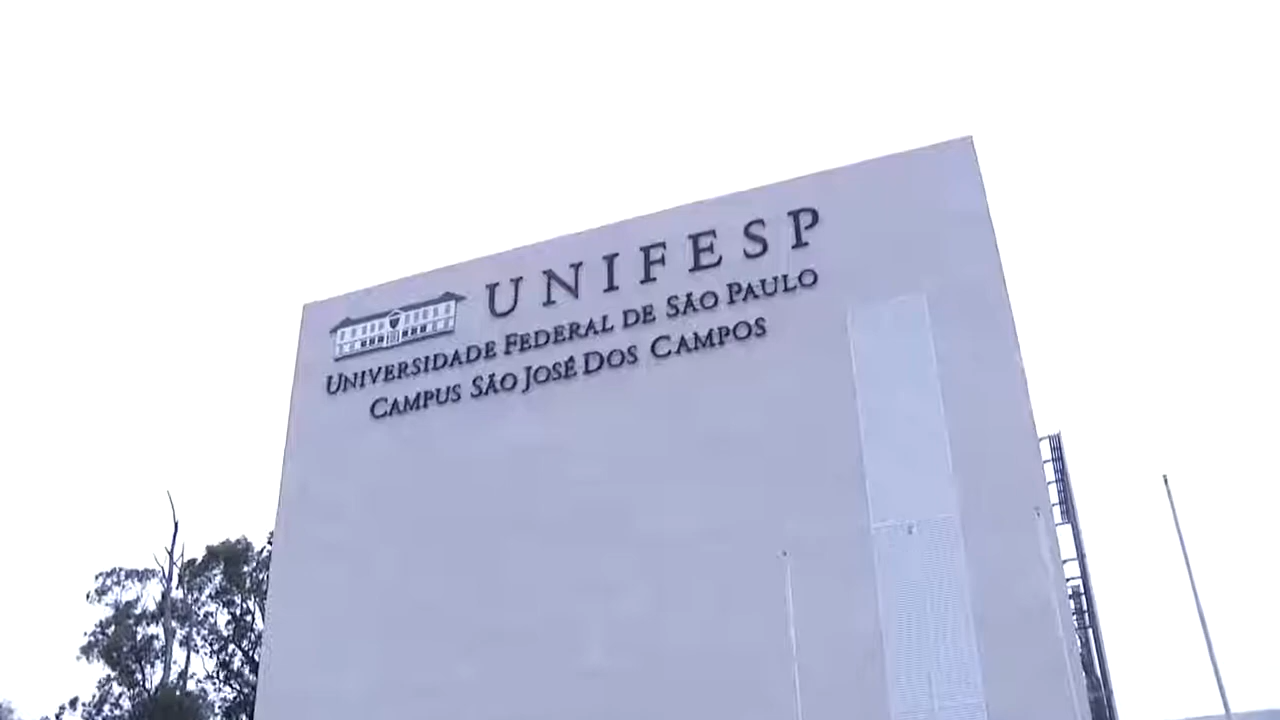 UNIFESP
UNIVERSIDADE FEDERAL DE SÃO PAULO
CAMPUS SÃO JOSÉ DOS CAMPOS